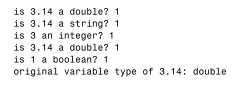 is 3.14 a double? 1
is 3.14 a string? 1
is 3 an integer? 1
is 3.14 a double? 1
is 1 a boolean? 1
original variable type of 3.14: double